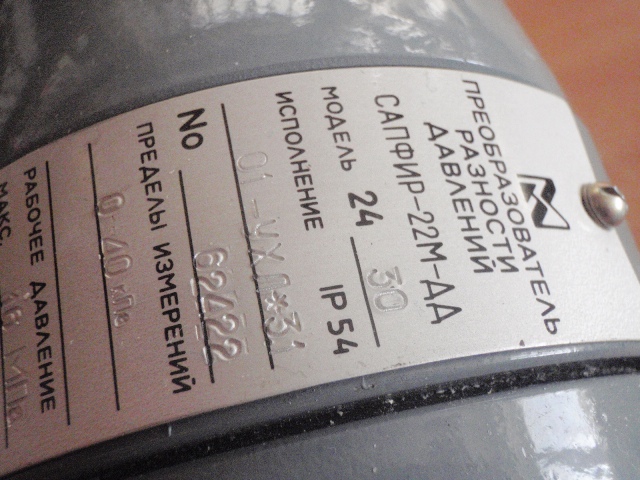 ПРЕОБРАЗОВАТЕЛЬ
РАЗНОСТИ
ДАВЛЕНИЙ
САПФИР-22М-ДД
МОДЕЛЬ 24 30
ИСПОЛНЕНИЕ IP 54
01-УХЛ*3.1
No 62422
ПРЕДЕЛЫ ИЗМЕРЕНИЙ
0-40 кПа
РАБОЧЕЕ ДАВЛЕНИЕ
МАКС. МПа